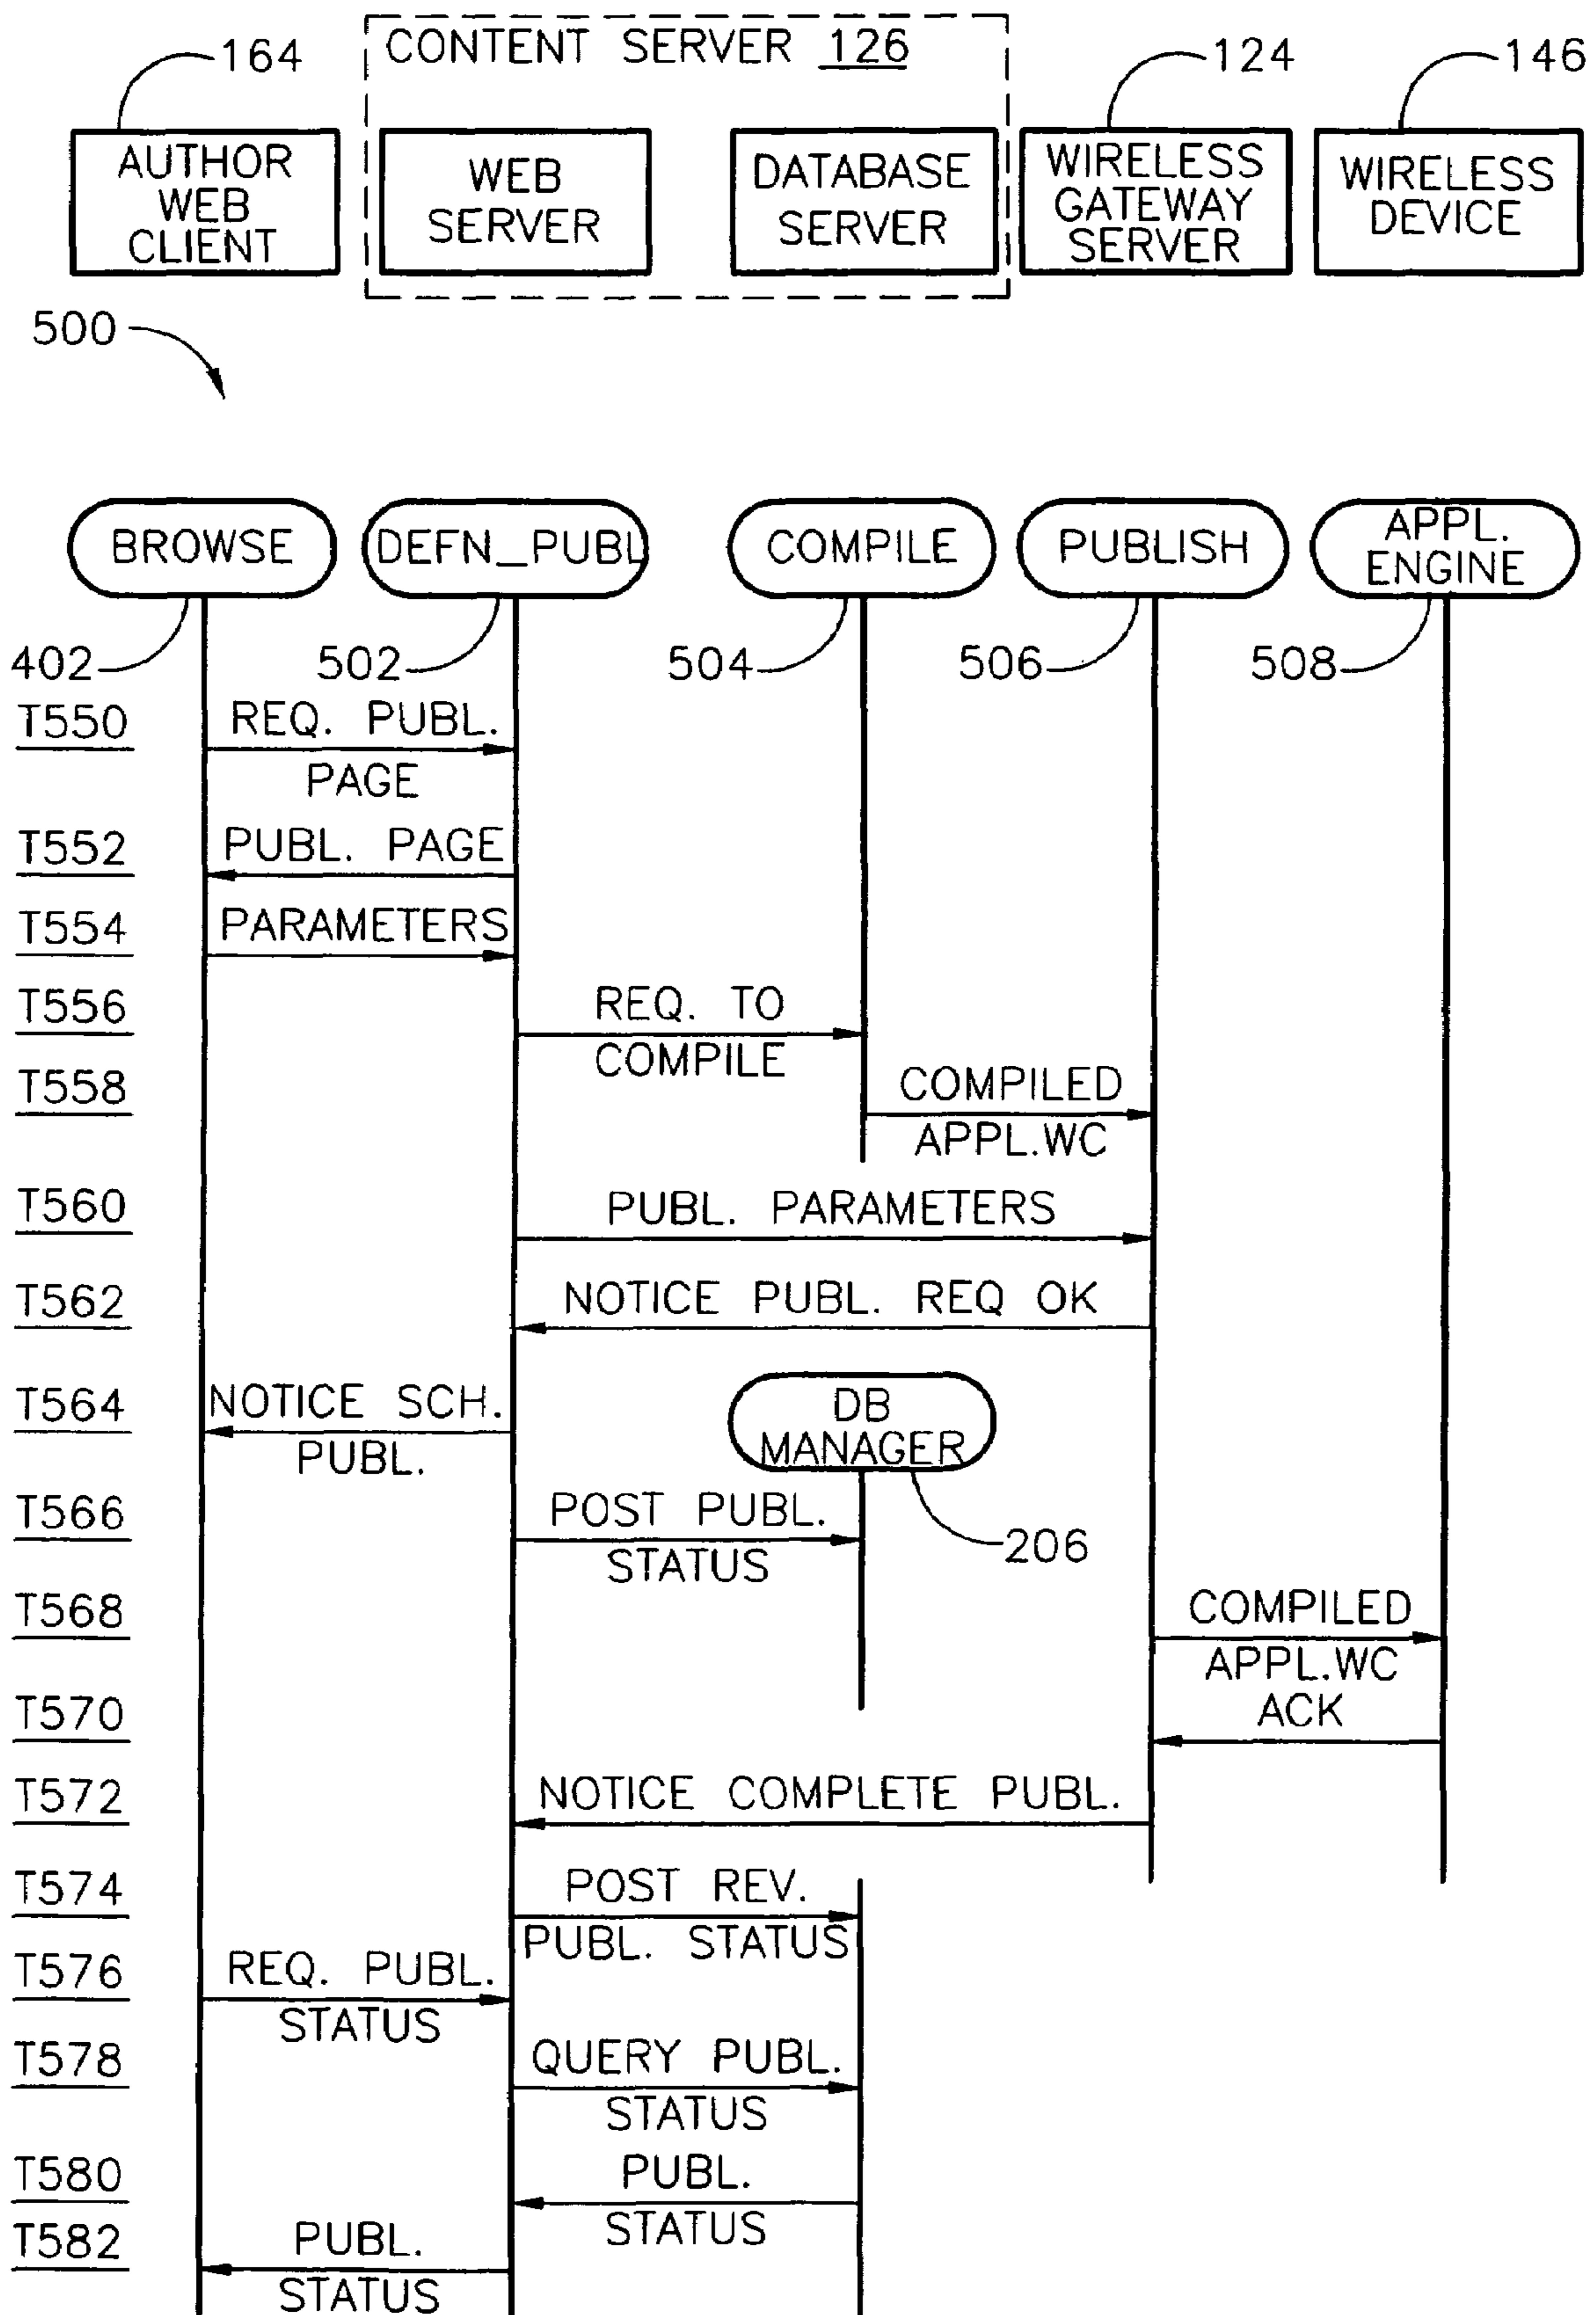 CONTENT SERVER 126
164
124
146
AUTHOR
WEB
CLIENT
WEB
SERVER
DATABASE
SERVER
WIRELESS
GATEWAY
SERVER
WIRELESS
DEVICE
500
BROWSE
DEFN_PUBL
COMPILE
PUBLISH
APPL.
ENGINE
402
502
504
506
508
T550
REQ. PUBL.
PAGE
T552
PUBL. PAGE
T554
PARAMETERS
T556
REQ. TO
COMPILE
T558
COMPILED
APPL.WC
T560
PUBL. PARAMETERS
T562
NOTICE PUBL. REQ OK
T564
NOTICE SCH.
PUBL.
DB
MANAGER
206
T566
POST PUBL.
STATUS
T568
COMPILED
APPL.WC
T570
ACK
T572
NOTICE COMPLETE PUBL.
T574
POST REV.
PUBL. STATUS
T576
REQ. PUBL.
STATUS
T578
QUERY PUBL.
STATUS
T580
PUBL.
STATUS
T582
PUBL.
STATUS